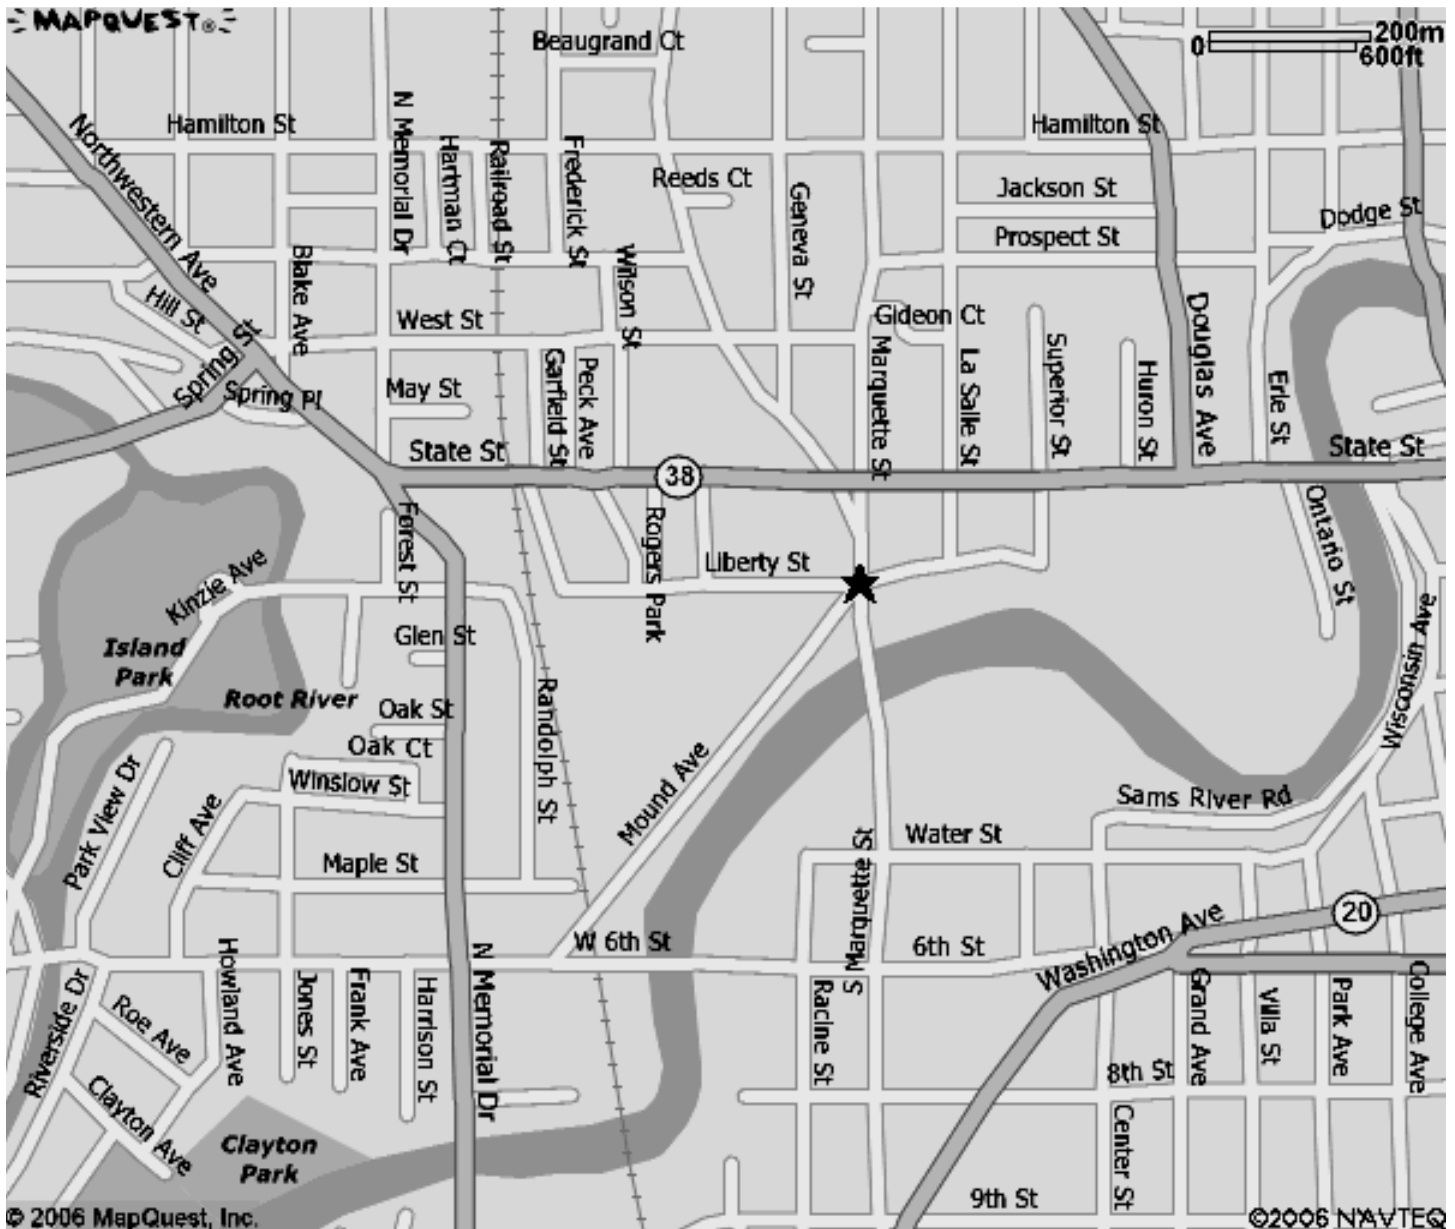 MAPQUEST®
Beaugrand Ct
0
200m
600ft
Hamilton St
Hamilton St
Northwestern Ave
N Memorial Dr
Hartman Ct
Railroad St
Frederick St
Reeds Ct
Geneva St
Jackson St
Prospect St
Dodge St
Blake Ave
Wilson St
Hill St
West St
Gideon Ct
Spring St
Spring Pl
May St
Garfield St
Peck Ave
Marquette St
La Salle St
Superior St
Huron St
Douglas Ave
Erie St
State St
38
State St
Forest St
Rogers Park
Liberty St
Ontario St
Kinzie Ave
Wisconsin Ave
Island
Park
Glen St
Root River
Oak St
Oak Ct
Randolph St
Winslow St
Mound Ave
Park View Dr
Cliff Ave
Sams River Rd
Water St
S Marquette St
Maple St
20
W 6th St
6th St
Washington Ave
Riverside Dr
Howland Ave
Jones St
Frank Ave
Harrison St
N Memorial Dr
Racine St
Grand Ave
Villa St
Park Ave
College Ave
Roe Ave
8th St
Clayton Ave
Clayton
Park
Center St
9th St
© 2006 MapQuest, Inc.
©2006 NAVTEQ